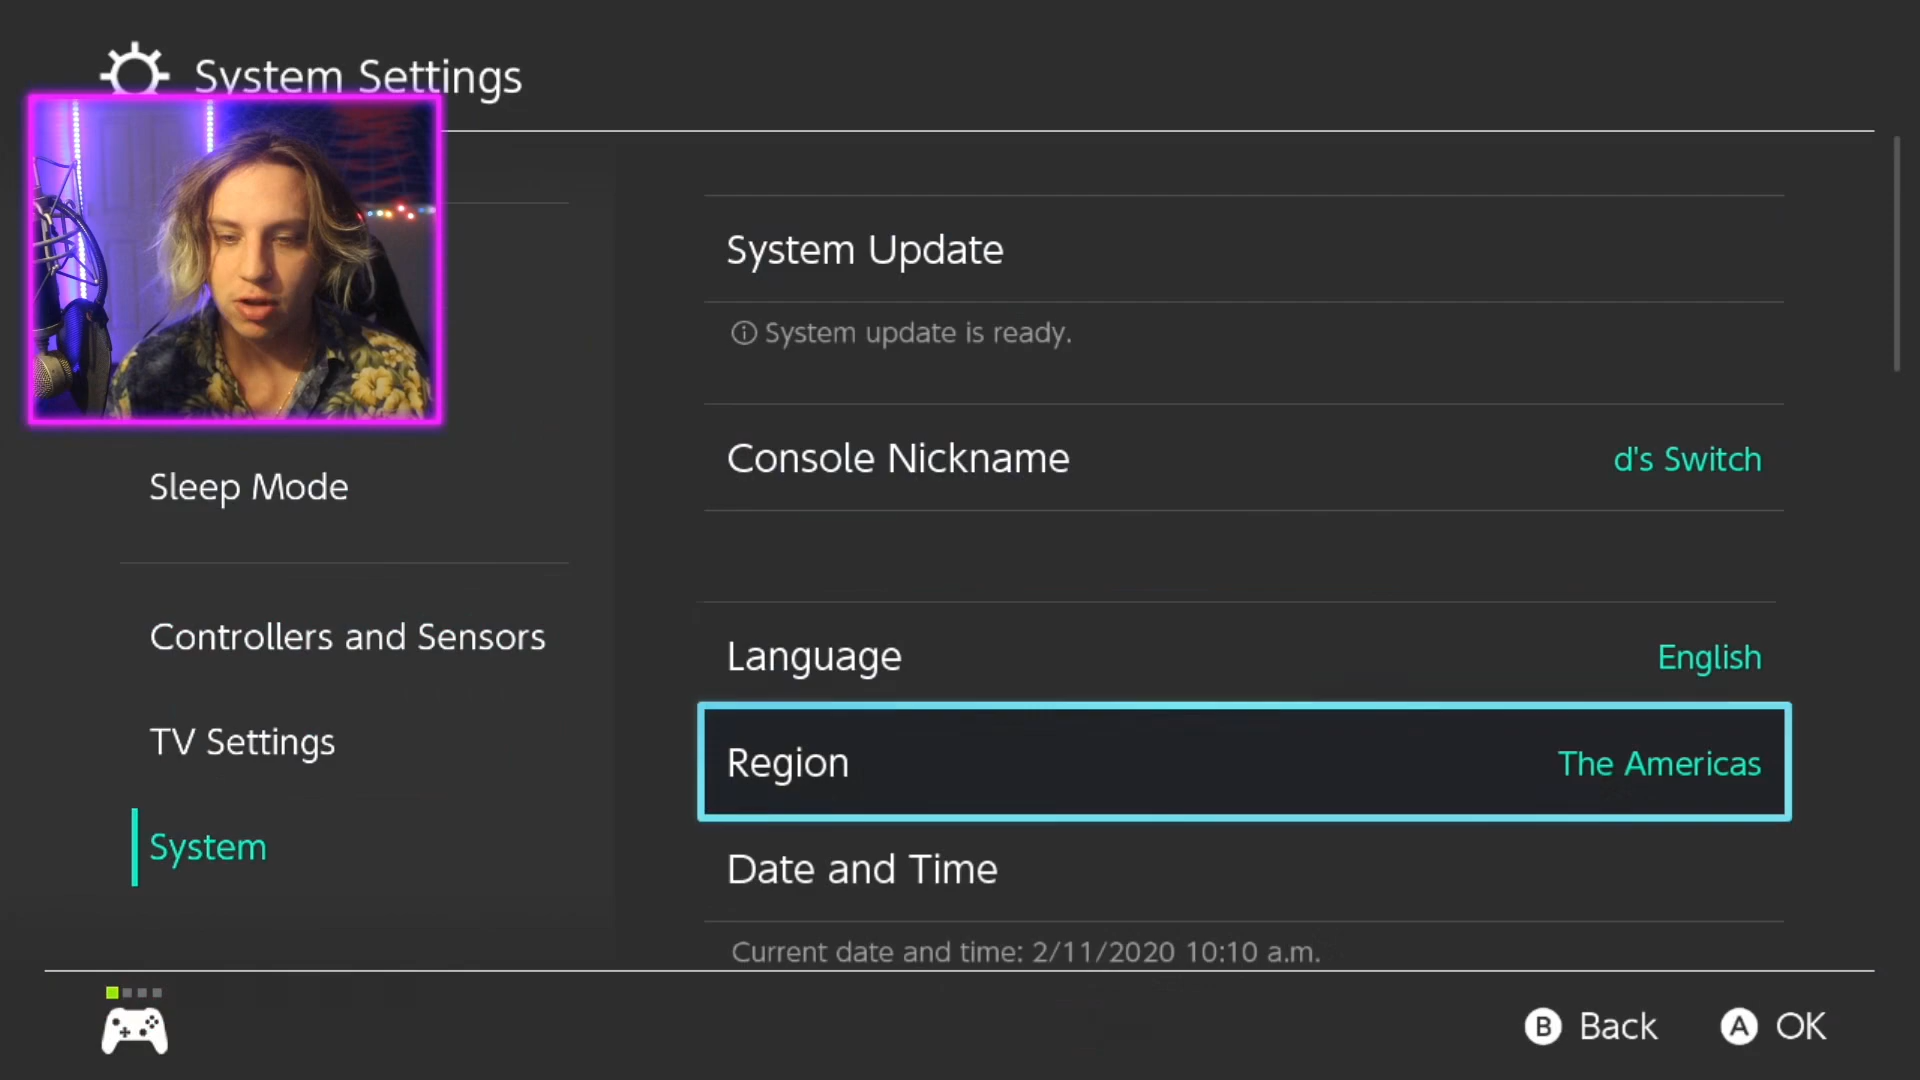 System Settings
System Update
System update is ready.
Console Nickname
d's Switch
Sleep Mode
Controllers and Sensors
Language
English
TV Settings
Region
The Americas
System
Date and Time
Current date and time: 2/11/2020 10:10 a.m.
B Back
A OK